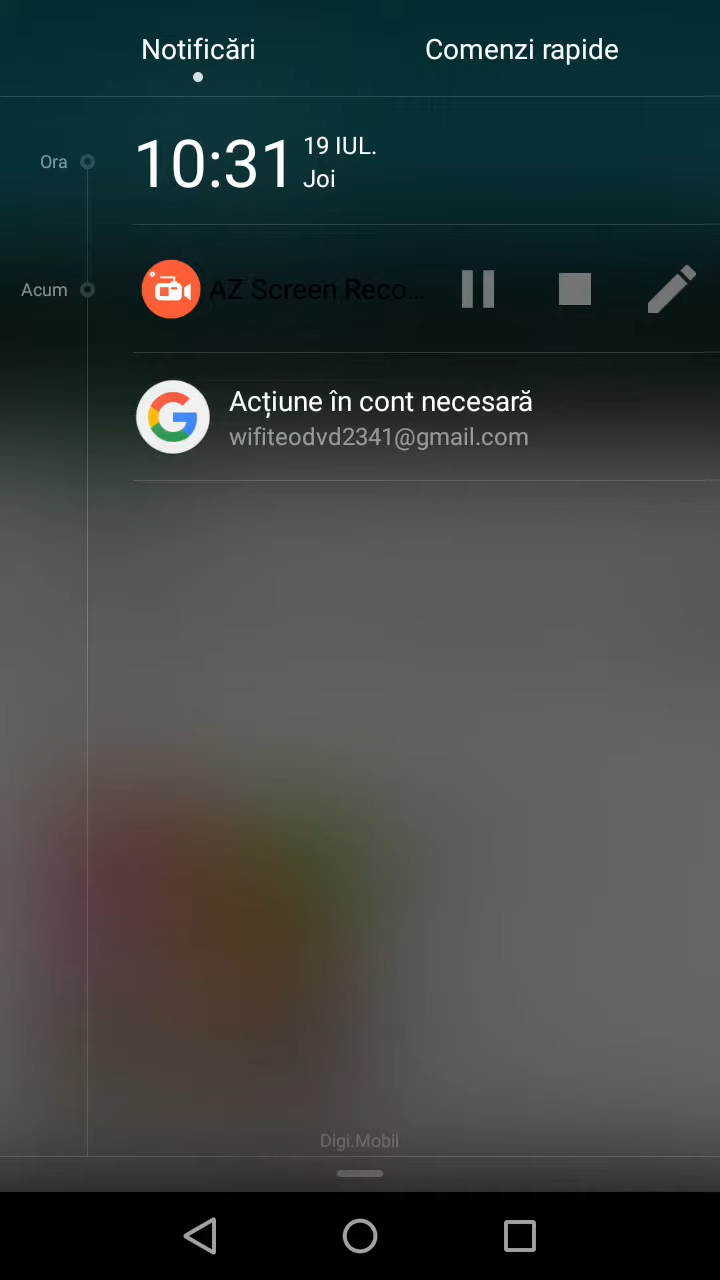 Notificări
Comenzi rapide
Ora
10:31
19 IUL.
Joi
Acum
AZ Screen Reco...
Acțiune în cont necesară
wifiteodvd2341@gmail.com
Digi.Mobil